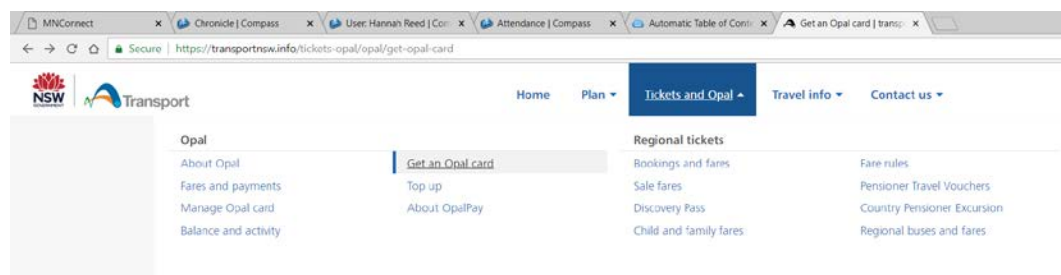 MNConnect Chronicle | Compass User: Hannah Reed | Com Attendance | Compass Automatic Table of Conte Get an Opal card | transp
Secure https://transportnsw.info/tickets-opal/opal/get-opal-card
NSW GOVERNMENT Transport Home Plan Tickets and Opal Travel info Contact us
Opal Regional tickets
About Opal Get an Opal card Bookings and fares Fare rules
Fares and payments Top up Sale fares Pensioner Travel Vouchers
Manage Opal card About OpalPay Discovery Pass Country Pensioner Excursion
Balance and activity Child and family fares Regional buses and fares